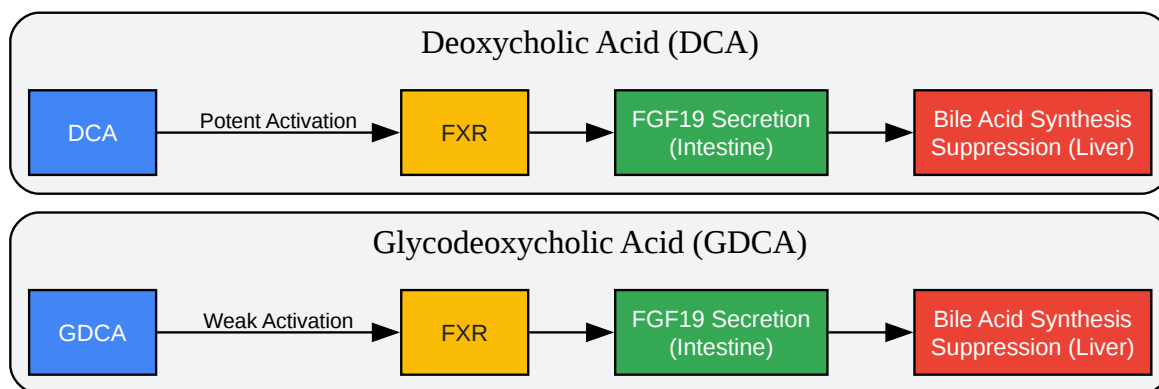 Deoxycholic Acid (DCA)
DCA
Potent Activation
FXR
FGF19 Secretion
(Intestine)
Bile Acid Synthesis
Suppression (Liver)
Glycodeoxycholic Acid (GDCA)
GDCA
Weak Activation
FXR
FGF19 Secretion
(Intestine)
Bile Acid Synthesis
Suppression (Liver)